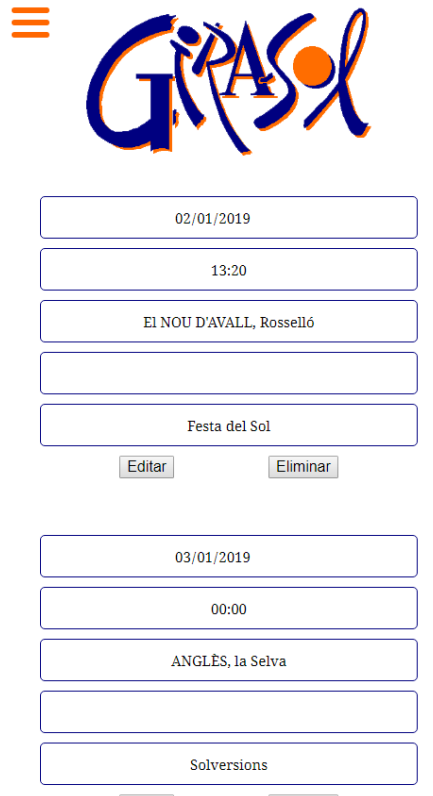 GIRASol
02/01/2019
13:20
El NOU D'AVALL, Rosselló
Festa del Sol
Editar Eliminar
03/01/2019
00:00
ANGLÈS, la Selva
Solversions